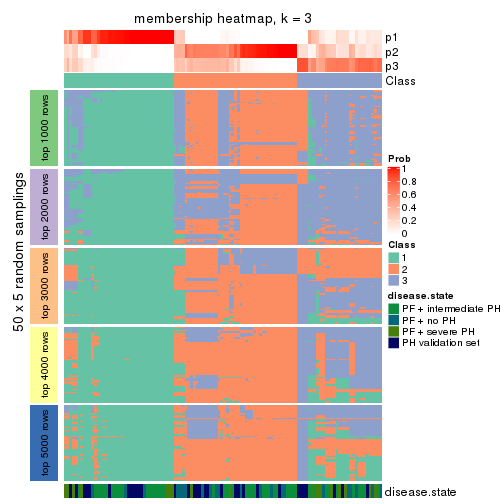 membership heatmap, k = 3
p1
p2
p3
Class
50 x 5 random samplings
top 1000 rows
top 2000 rows
top 3000 rows
top 4000 rows
top 5000 rows
Prob
1
0.8
0.6
0.4
0.2
0
Class
1
2
3
disease.state
PF + intermediate PH
PF + no PH
PF + severe PH
PH validation set
disease.state